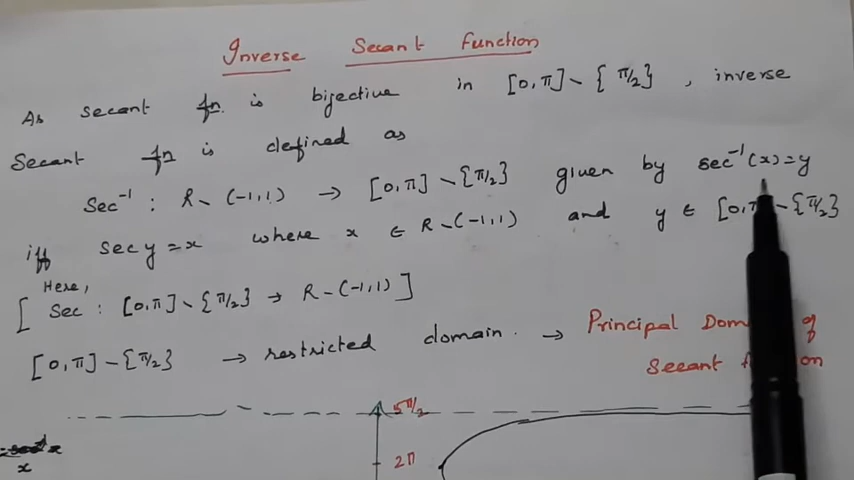 Inverse Secant Function
As secant fn is bijective in [0,π] \ {π/2}, inverse
Secant fn is defined as
Sec⁻¹ : R \ (-1,1) → [0,π] \ {π/2} given by sec⁻¹(x)=y
iff sec y = x where x ∈ R \ (-1,1) and y ∈ [0, - {π/2}
Here,
[ Sec : [0,π] \ {π/2} → R - (-1,1) ]
[0,π] - {π/2} → restricted domain. → Principal Dom of
Secant on
5π/2
2π
x